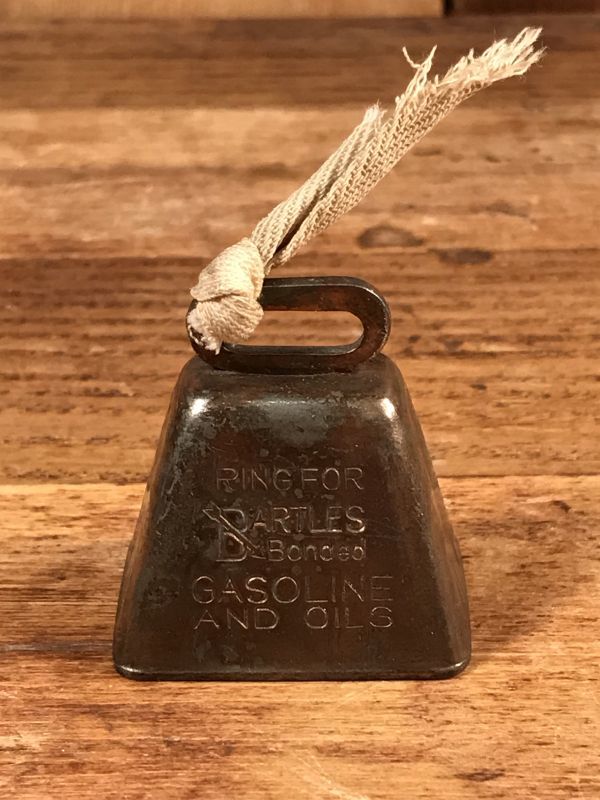 RING FOR
BARTLES
Bonded
GASOLINE
AND OILS